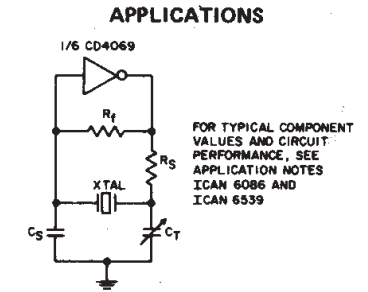 APPLICATIONS
1/6 CD4069
Rf
RS
FOR TYPICAL COMPONENT
VALUES AND CIRCUIT
PERFORMANCE, SEE
APPLICATION NOTES
ICAN 6086 AND
ICAN 6539
XTAL
CS
CT